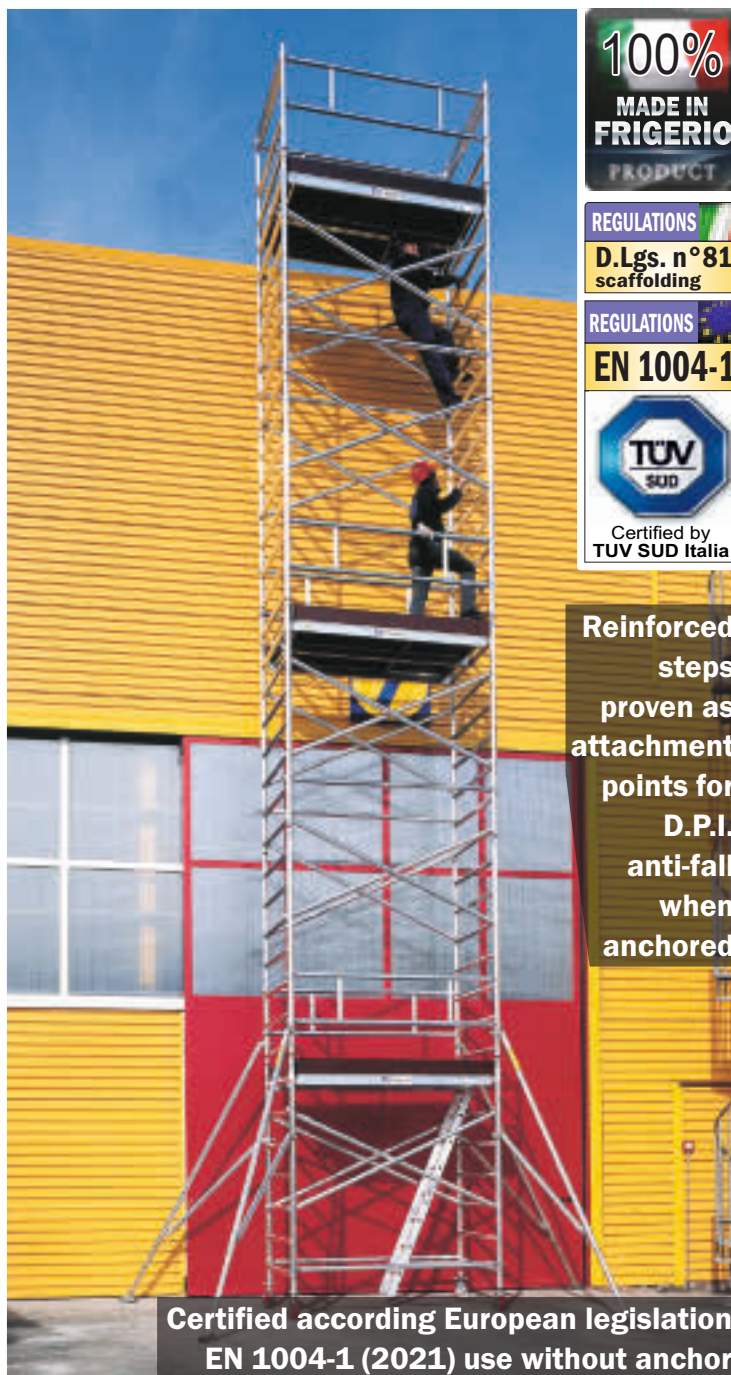 100%
MADE IN
FRIGERIO
PRODUCT
REGULATIONS
D.Lgs. n°81
scaffolding
REGULATIONS
EN 1004-1
TÜV
SUD
Certified by
TUV SUD Italia
Reinforced
steps
proven as
attachment
points for
D.P.I.
anti-fall
when
anchored
Certified according European legislation
EN 1004-1 (2021) use without anchor